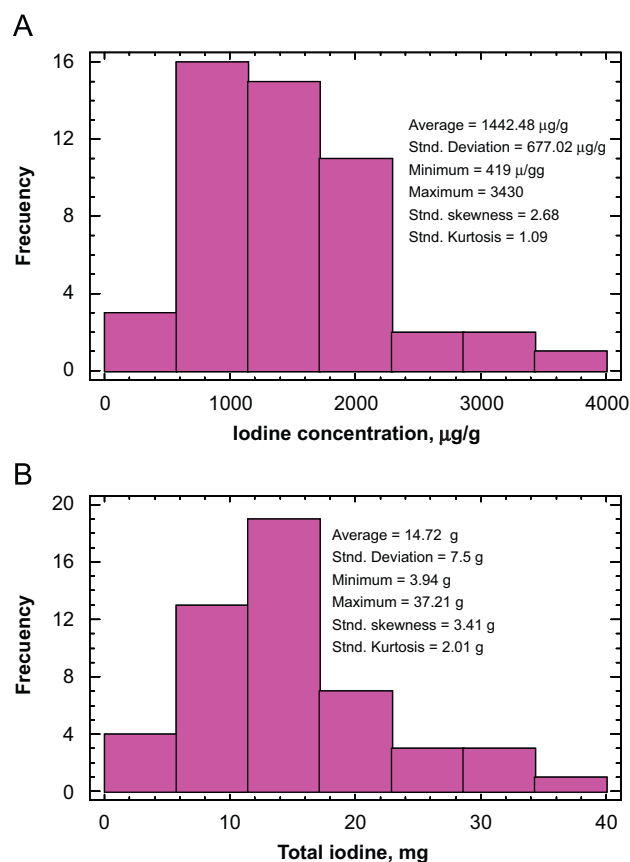 A
16
12
8
4
0
Frecuency
Average = 1442.48 μg/g
Stnd. Deviation = 677.02 μg/g
Minimum = 419 μ/gg
Maximum = 3430
Stnd. skewness = 2.68
Stnd. Kurtosis = 1.09
0 1000 2000 3000 4000
Iodine concentration, μg/g
B
20
16
12
8
4
0
Frecuency
Average = 14.72 g
Stnd. Deviation = 7.5 g
Minimum = 3.94 g
Maximum = 37.21 g
Stnd. skewness = 3.41 g
Stnd. Kurtosis = 2.01 g
0 10 20 30 40
Total iodine, mg